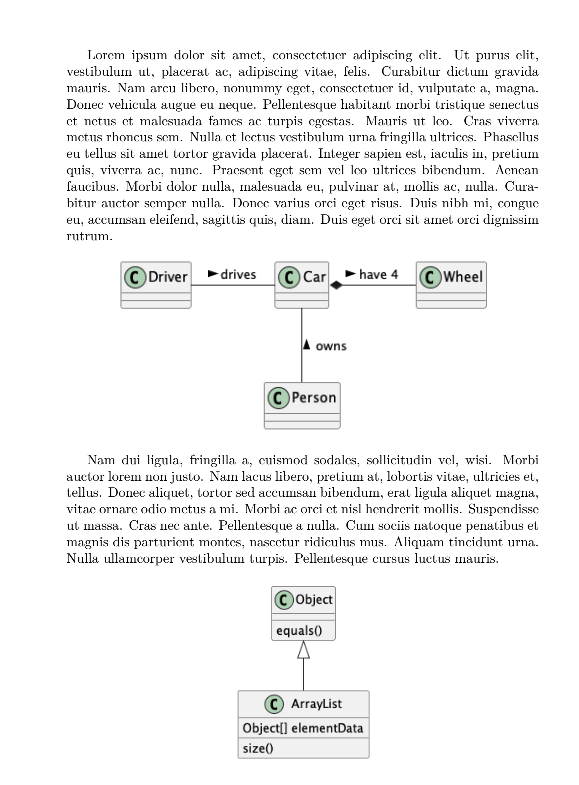 Lorem ipsum dolor sit amet, consectetuer adipiscing elit. Ut purus elit,
vestibulum ut, placerat ac, adipiscing vitae, felis. Curabitur dictum gravida
mauris. Nam arcu libero, nonummy eget, consectetuer id, vulputate a, magna.
Donec vehicula augue eu neque. Pellentesque habitant morbi tristique senectus
et netus et malesuada fames ac turpis egestas. Mauris ut leo. Cras viverra
metus rhoncus sem. Nulla et lectus vestibulum urna fringilla ultrices. Phasellus
eu tellus sit amet tortor gravida placerat. Integer sapien est, iaculis in, pretium
quis, viverra ac, nunc. Praesent eget sem vel leo ultrices bibendum. Aenean
faucibus. Morbi dolor nulla, malesuada eu, pulvinar at, mollis ac, nulla. Cura-
bitur auctor semper nulla. Donec varius orci eget risus. Duis nibh mi, congue
eu, accumsan eleifend, sagittis quis, diam. Duis eget orci sit amet orci dignissim
rutrum.
C Driver ► drives C Car ► have 4 C Wheel
▲ owns
C Person
Nam dui ligula, fringilla a, euismod sodales, sollicitudin vel, wisi. Morbi
auctor lorem non justo. Nam lacus libero, pretium at, lobortis vitae, ultricies et,
tellus. Donec aliquet, tortor sed accumsan bibendum, erat ligula aliquet magna,
vitae ornare odio metus a mi. Morbi ac orci et nisl hendrerit mollis. Suspendisse
ut massa. Cras nec ante. Pellentesque a nulla. Cum sociis natoque penatibus et
magnis dis parturient montes, nascetur ridiculus mus. Aliquam tincidunt urna.
Nulla ullamcorper vestibulum turpis. Pellentesque cursus luctus mauris.
C Object
equals()
C ArrayList
Object[] elementData
size()